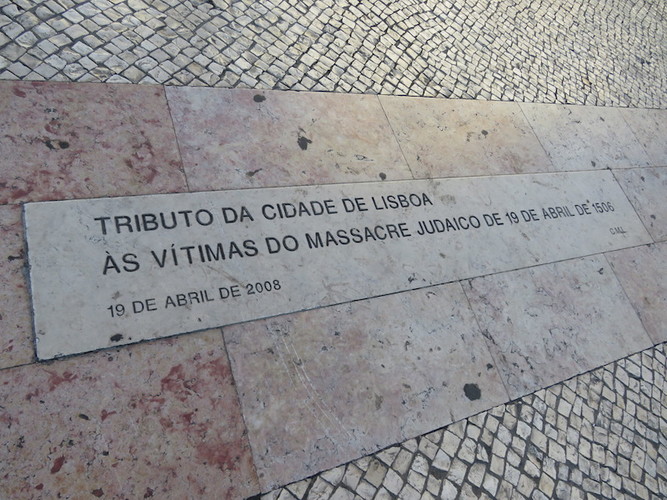 TRIBUTO DA CIDADE DE LISBOA
ÀS VÍTIMAS DO MASSACRE JUDAICO DE 19 DE ABRIL DE 1506
19 DE ABRIL DE 2008
C.M.L.